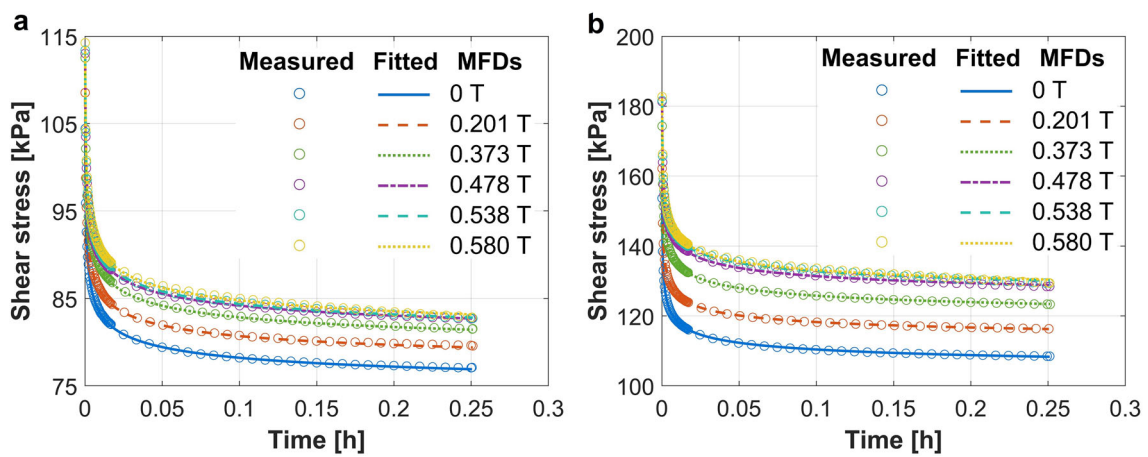 a
115
105
95
85
75
Shear stress [kPa]
Measured Fitted MFDs
0 T
0.201 T
0.373 T
0.478 T
0.538 T
0.580 T
0 0.05 0.1 0.15 0.2 0.25 0.3
Time [h]
b
200
180
160
140
120
100
Shear stress [kPa]
Measured Fitted MFDs
0 T
0.201 T
0.373 T
0.478 T
0.538 T
0.580 T
0 0.05 0.1 0.15 0.2 0.25 0.3
Time [h]